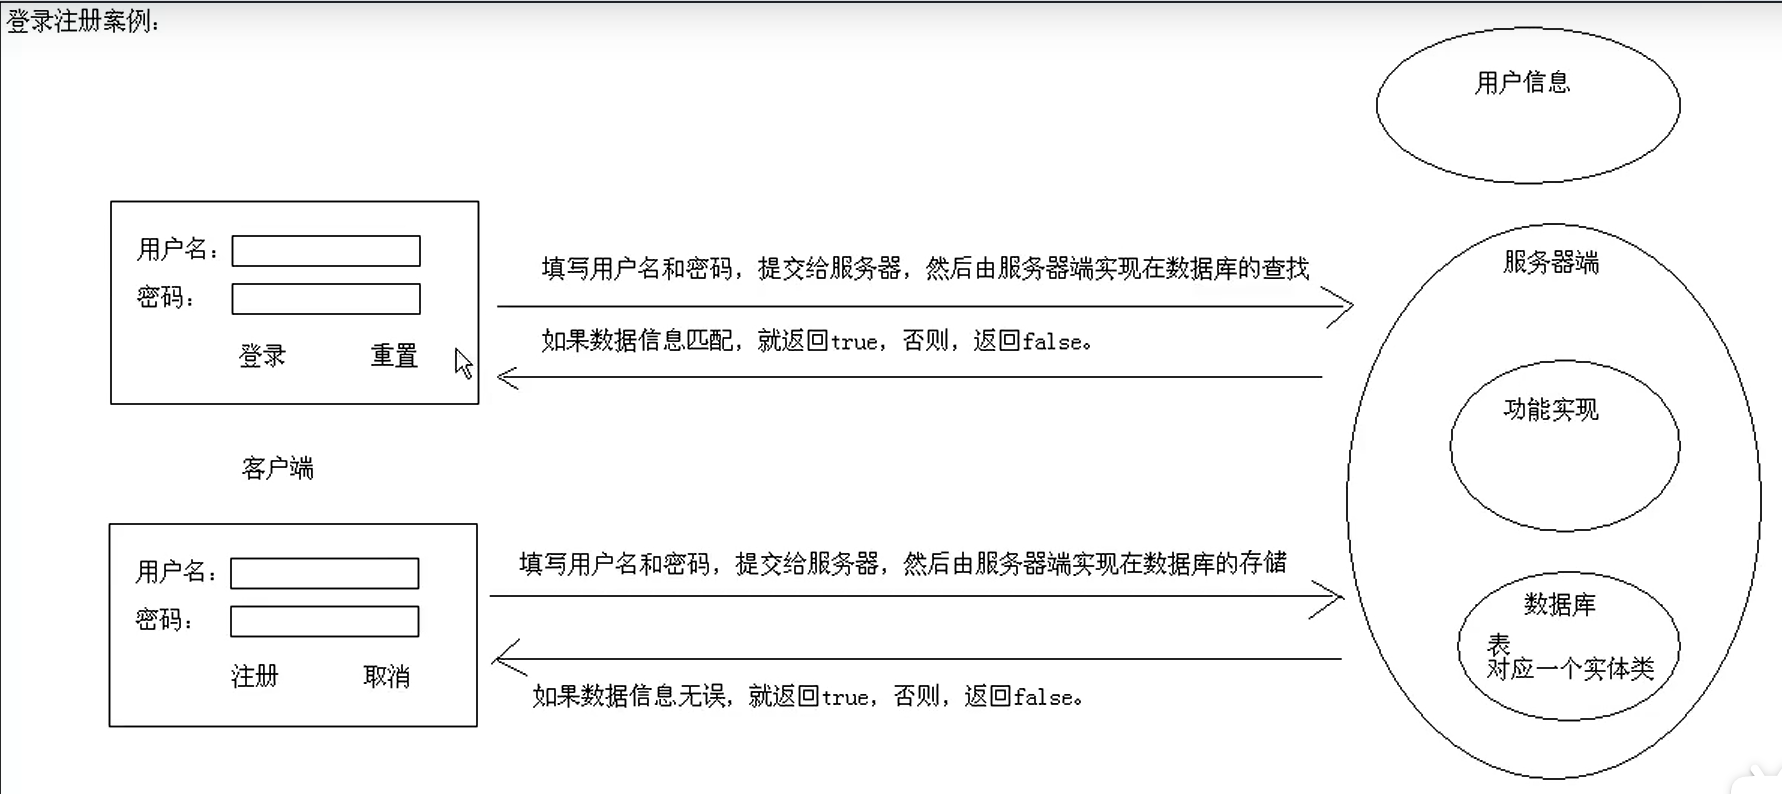 登录注册案例：
用户信息
用户名：
密码：
登录 重置
填写用户名和密码，提交给服务器，然后由服务器端实现在数据库的查找
如果数据信息匹配，就返回true，否则，返回false。
服务器端
功能实现
客户端
用户名：
密码：
注册 取消
填写用户名和密码，提交给服务器，然后由服务器端实现在数据库的存储
如果数据信息无误，就返回true，否则，返回false。
数据库
表
对应一个实体类